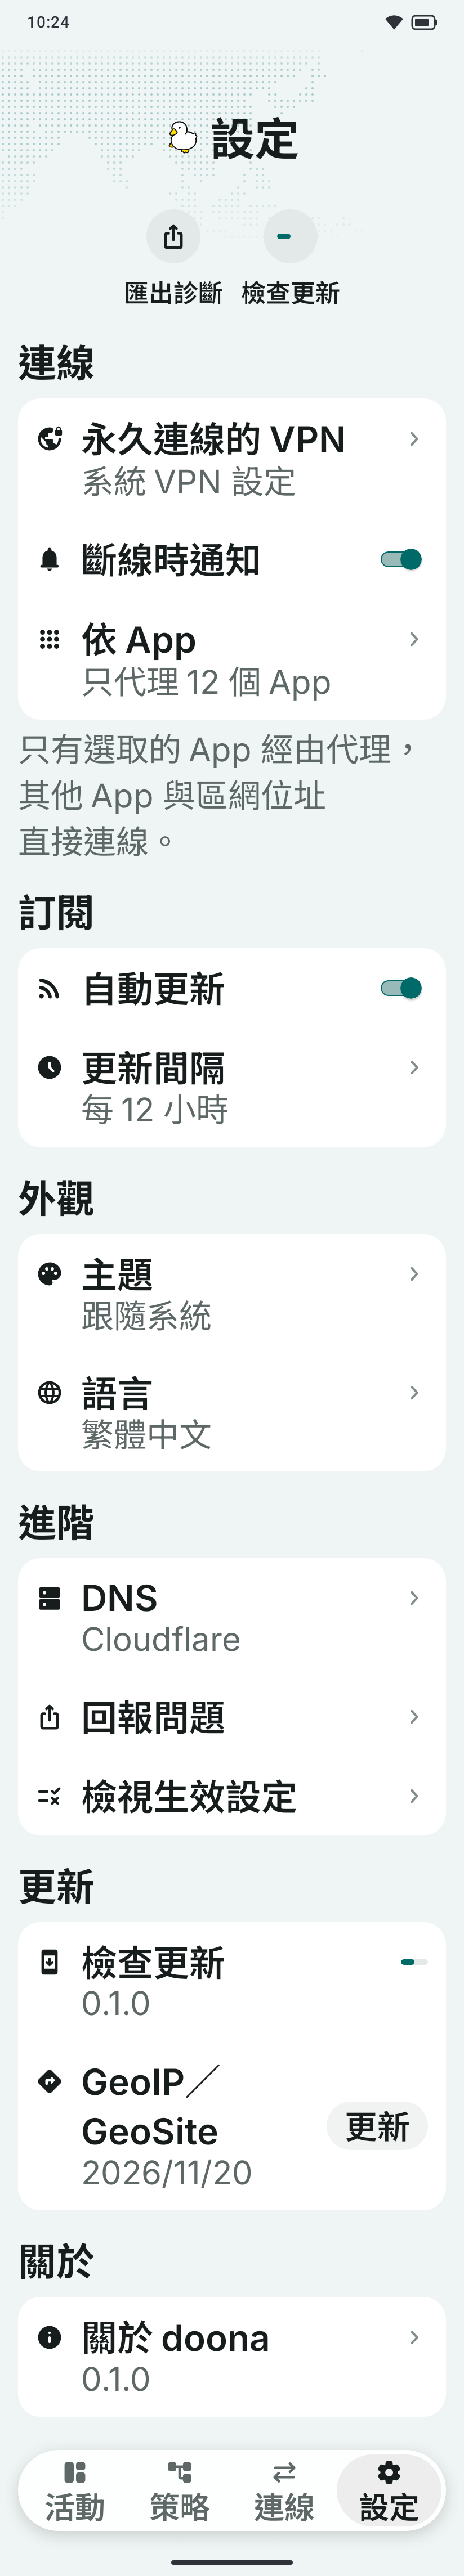 10:24
設定
匯出診斷
檢查更新
連線
永久連線的 VPN
系統 VPN 設定
斷線時通知
依 App
只代理 12 個 App
只有選取的 App 經由代理，
其他 App 與區網位址
直接連線。
訂閱
自動更新
更新間隔
每 12 小時
外觀
主題
跟隨系統
語言
繁體中文
進階
DNS
Cloudflare
回報問題
檢視生效設定
更新
檢查更新
0.1.0
GeoIP／
GeoSite
2026/11/20
更新
關於
關於 doona
0.1.0
活動
策略
連線
設定